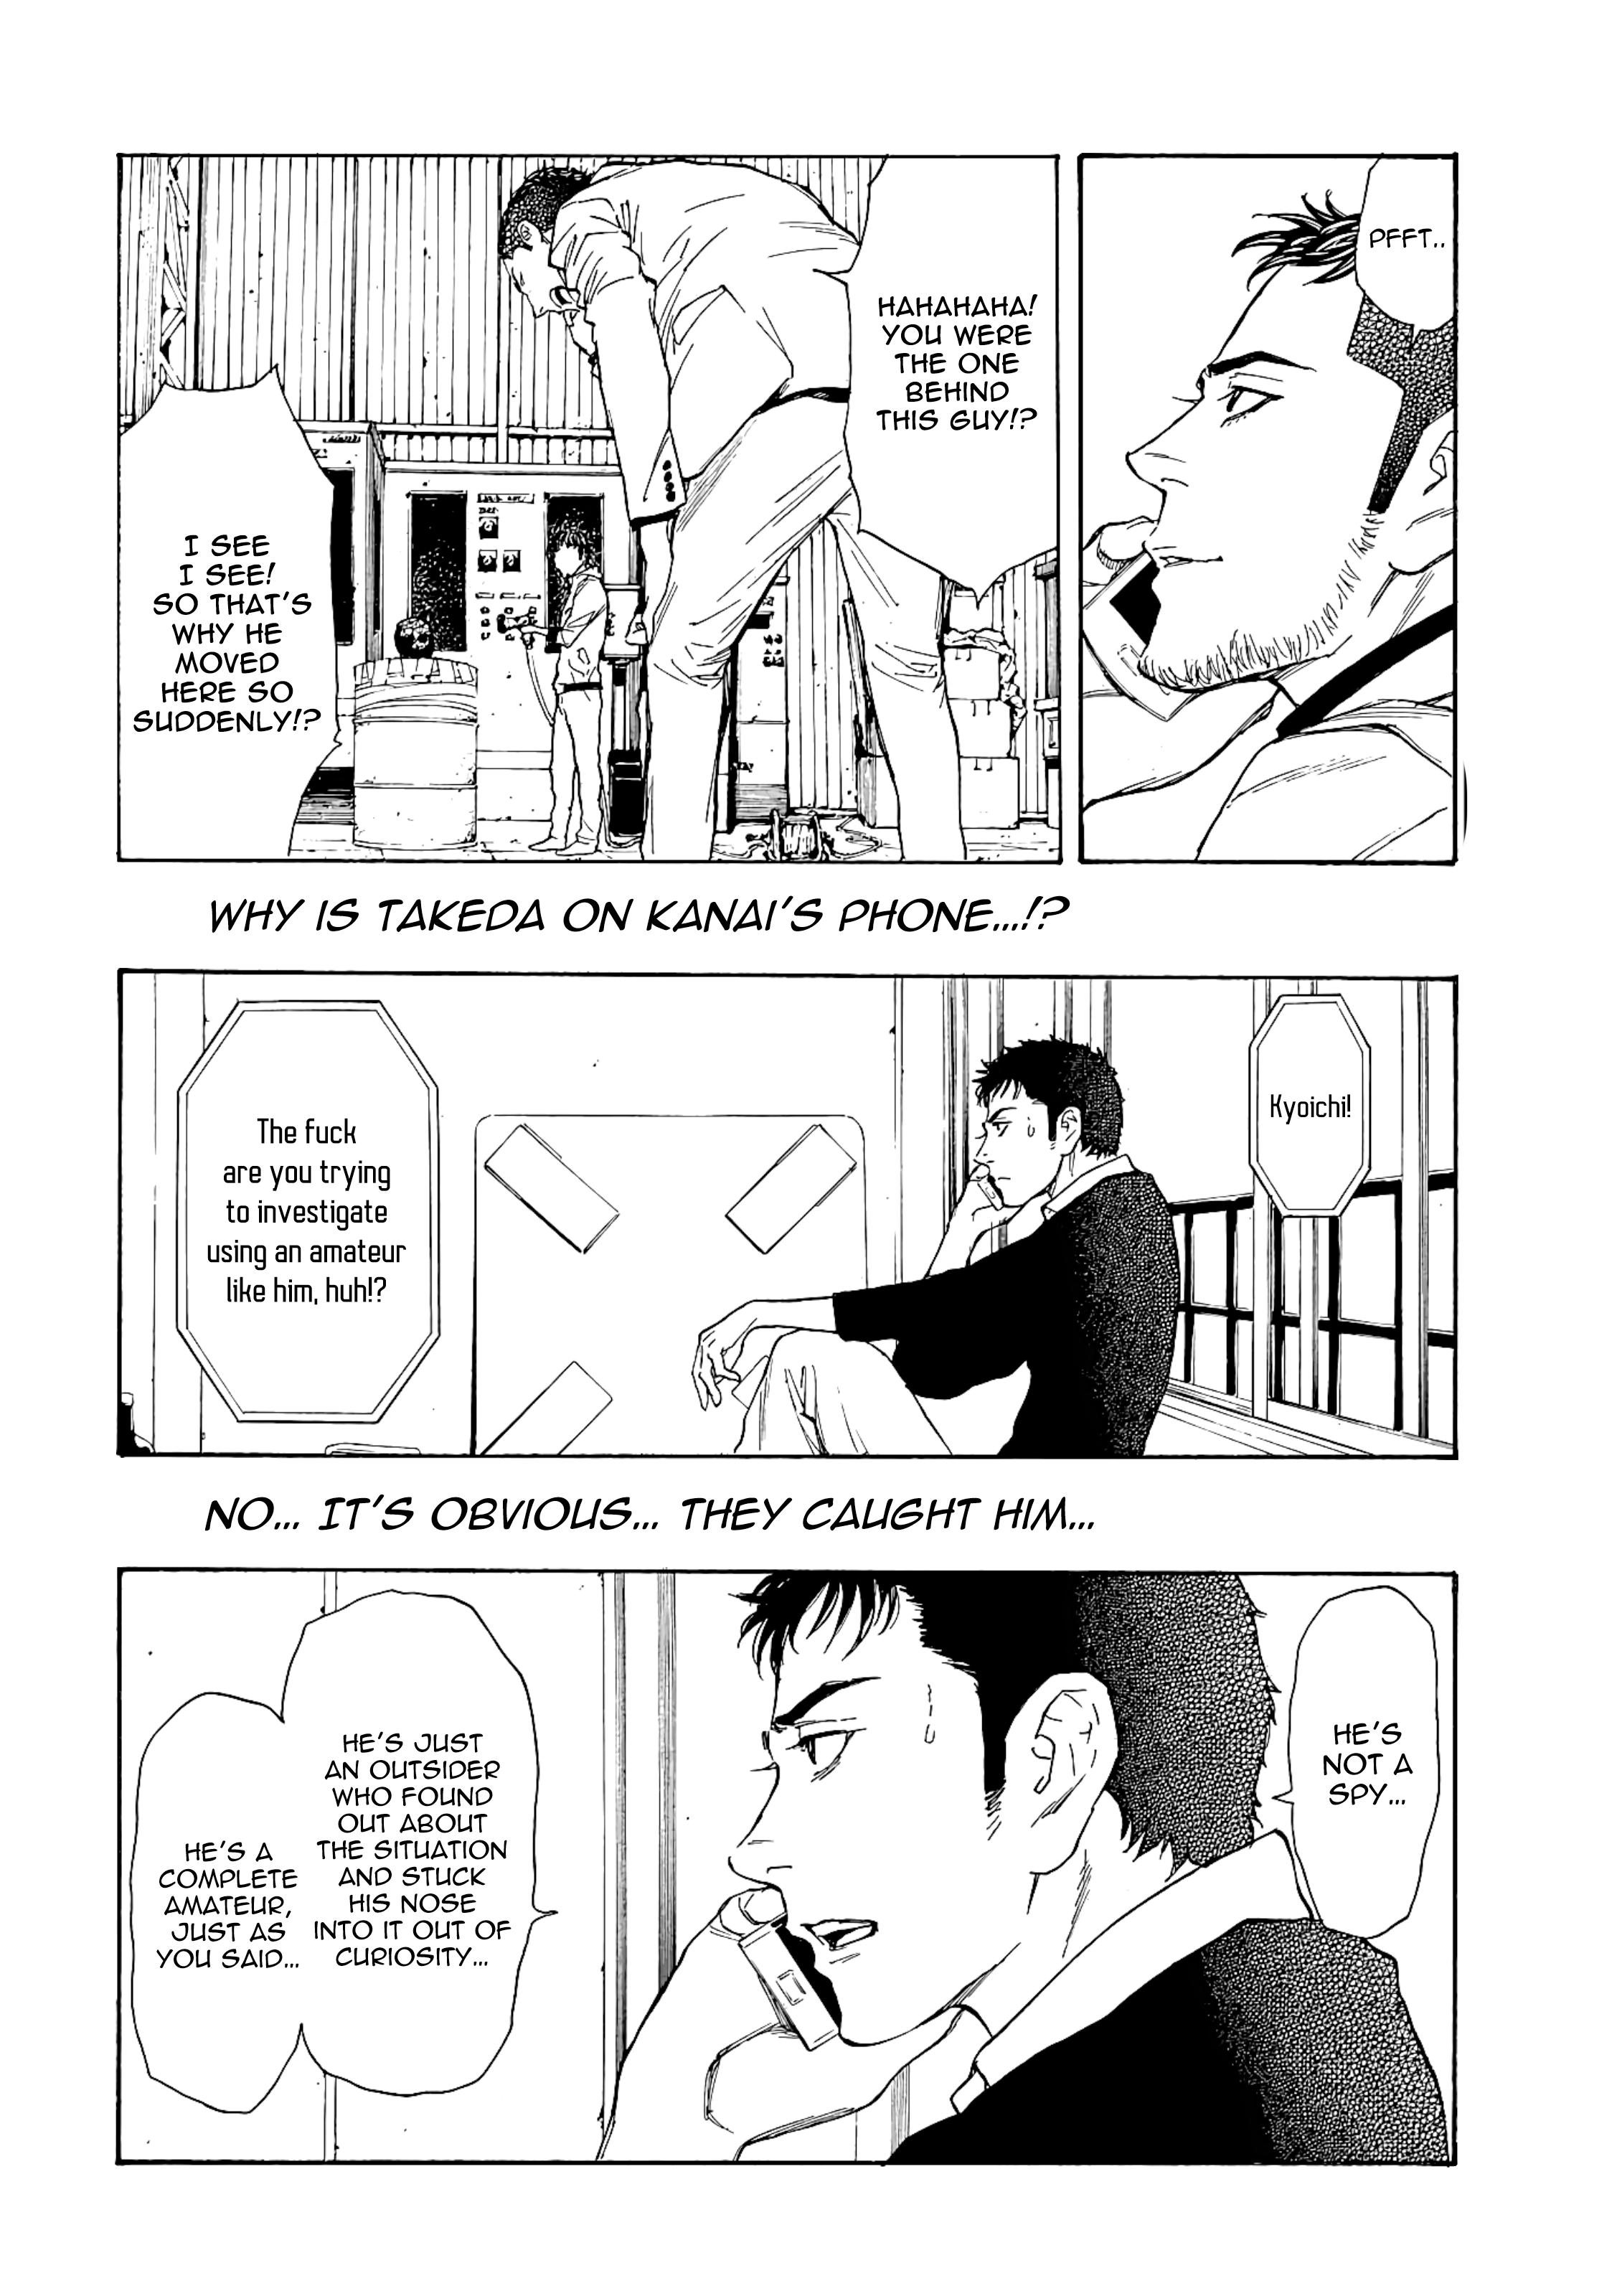 PFFT..
HAHAHAHA!
YOU WERE
THE ONE
BEHIND
THIS GUY!?
I SEE
I SEE!
SO THAT'S
WHY HE
MOVED
HERE SO
SUDDENLY!?
WHY IS TAKEDA ON KANAI'S PHONE...!?
Kyoichi!
The fuck
are you trying
to investigate
using an amateur
like him, huh!?
NO... IT'S OBVIOUS... THEY CAUGHT HIM...
HE'S
NOT A
SPY...
HE'S JUST
AN OUTSIDER
WHO FOUND
OUT ABOUT
THE SITUATION
AND STUCK
HIS NOSE
INTO IT OUT OF
CURIOSITY...
HE'S A
COMPLETE
AMATEUR,
JUST AS
YOU SAID...